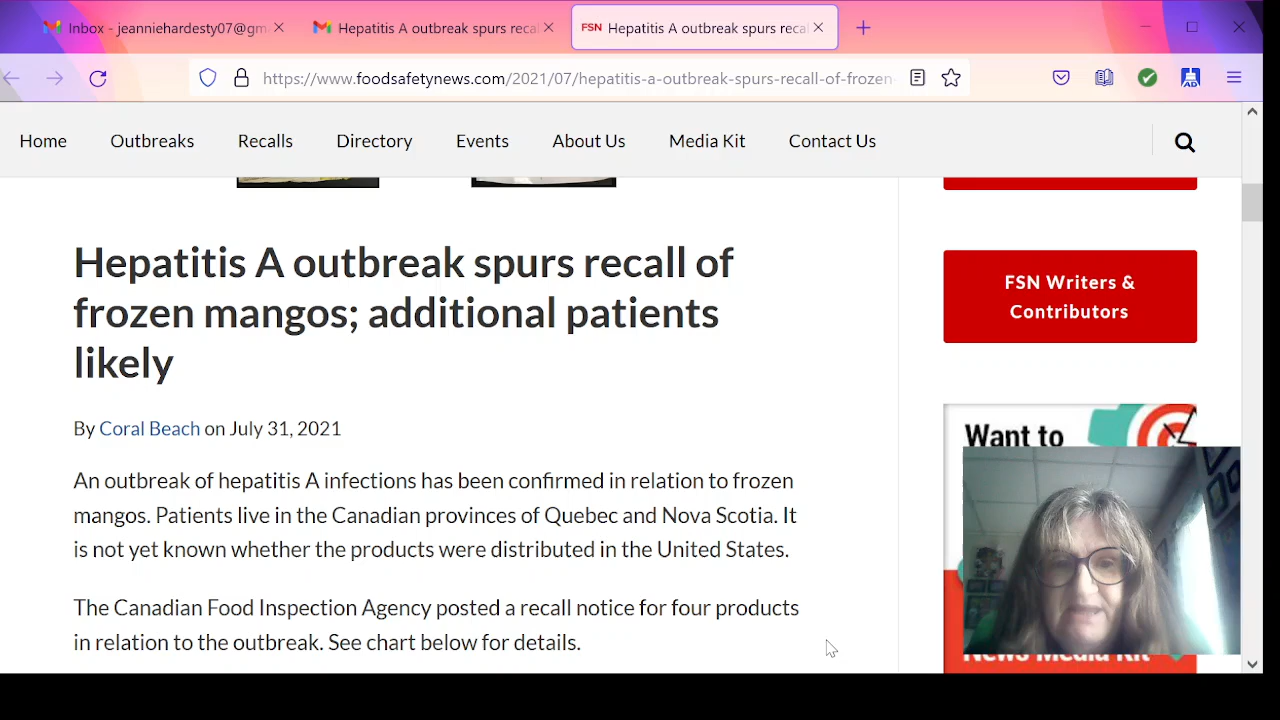 Inbox - jeanniehardesty07@gm
Hepatitis A outbreak spurs reca
FSN Hepatitis A outbreak spurs reca
https://www.foodsafetynews.com/2021/07/hepatitis-a-outbreak-spurs-recall-of-frozen-
AD
Home Outbreaks Recalls Directory Events About Us Media Kit Contact Us
Hepatitis A outbreak spurs recall of
frozen mangos; additional patients
likely
By Coral Beach on July 31, 2021
An outbreak of hepatitis A infections has been confirmed in relation to frozen
mangos. Patients live in the Canadian provinces of Quebec and Nova Scotia. It
is not yet known whether the products were distributed in the United States.
The Canadian Food Inspection Agency posted a recall notice for four products
in relation to the outbreak. See chart below for details.
FSN Writers &
Contributors
Want to
News Media Kit